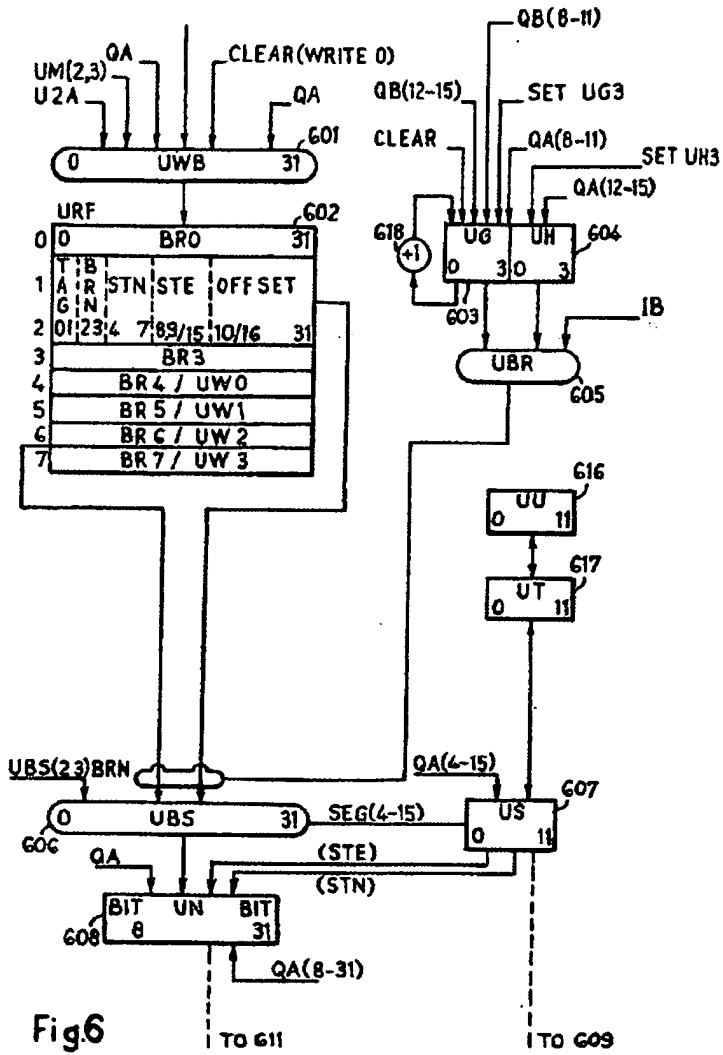 QB(8-11)
QA
CLEAR(WRITE 0)
UM(2,3)
U2A
QA
QB(12-15)
SET UG3
CLEAR
QA(8-11)
SET UH3
QA(12-15)
601
0 UWB 31
URF
602
0 0 BR0 31
618
+1
UG UH
0 3 0 3
604
603
1 TAG BRN STN STE OFFSET
2 01 23 4 7 8,9/15 10/16 31
IB
3 BR3
UBR
605
4 BR4 / UW0
5 BR5 / UW1
6 BR6 / UW2
7 BR7 / UW3
UU
0 11
616
UT
0 11
617
UBS(23)BRN
QA(4-15)
607
0 UBS 31
606
SEG(4-15)
US
0 11
(STE)
QA
(STN)
BIT UN BIT
8 31
608
QA(8-31)
Fig.6
TO 611
TO 609